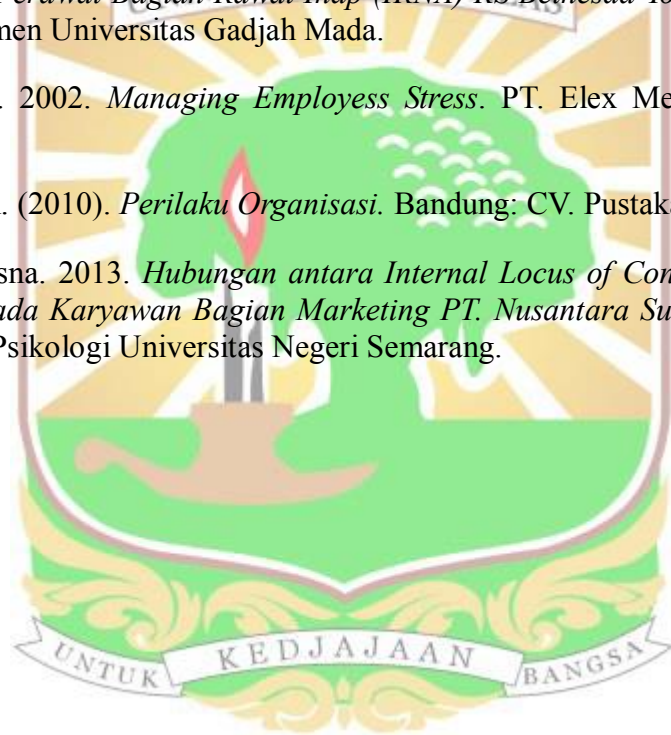 Perawat Bagian Rawat Inap (IRNA) RS Bethesda
men Universitas Gadjah Mada.
. 2002. Managing Employess Stress. PT. Elex Me
. (2010). Perilaku Organisasi. Bandung: CV. Pustaka
sna. 2013. Hubungan antara Internal Locus of Con
ada Karyawan Bagian Marketing PT. Nusantara Su
Psikologi Universitas Negeri Semarang.
UNTUK KEDJAJAAN BANGSA